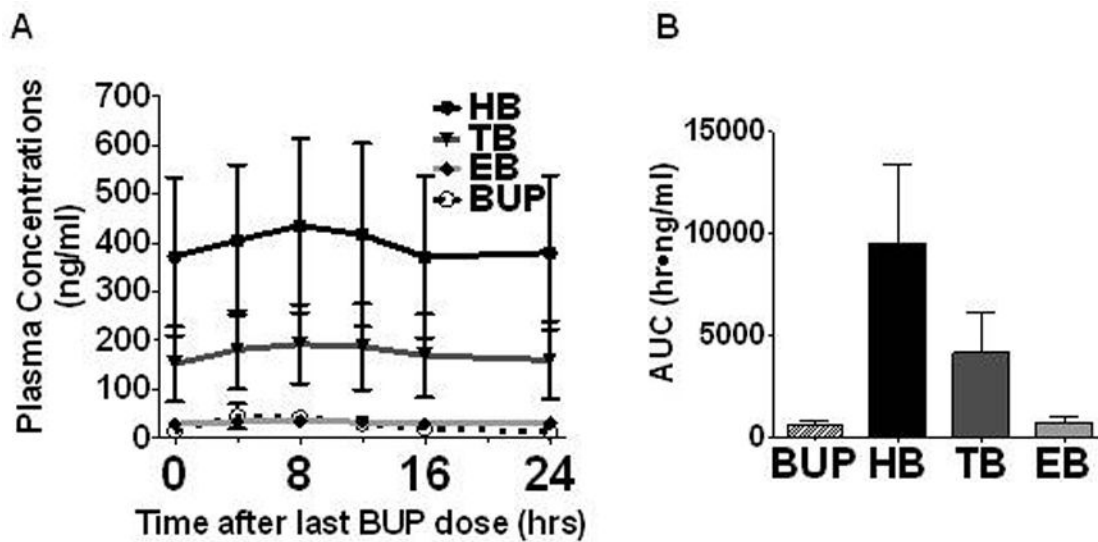 A
Plasma Concentrations
(ng/ml)
700
600
500
400
300
200
100
0
HB
TB
EB
BUP
0 8 16 24
Time after last BUP dose (hrs)
B
AUC (hr•ng/ml)
15000
10000
5000
0
BUP HB TB EB